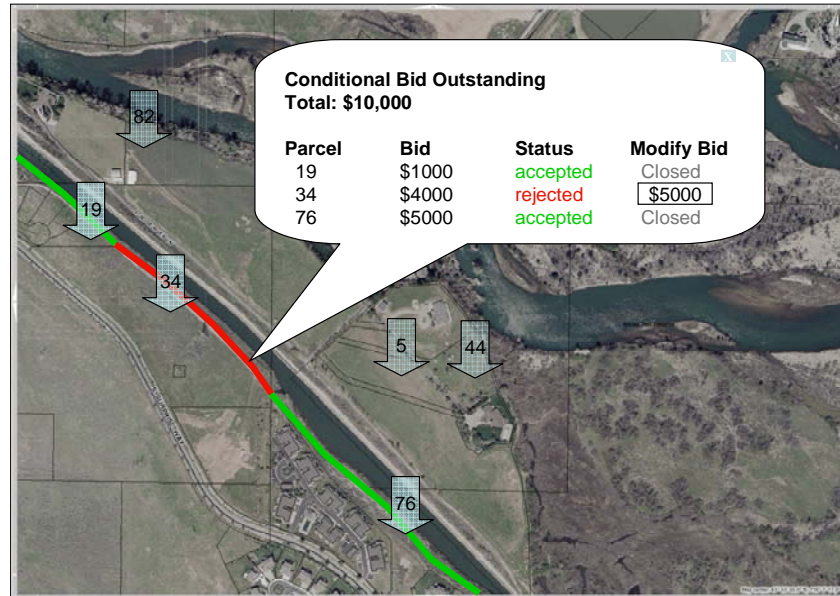 X
Conditional Bid Outstanding
Total: $10,000
Parcel Bid Status Modify Bid
19 $1000 accepted Closed
34 $4000 rejected $5000
76 $5000 accepted Closed
82
19
34
5
44
76